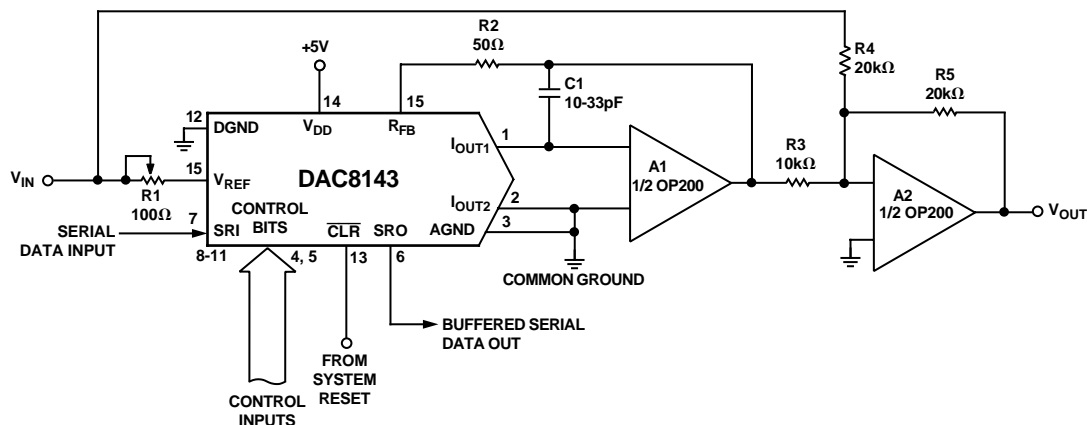 +5V
R2
50Ω
C1
10-33pF
R4
20kΩ
R5
20kΩ
12
DGND
14
VDD
15
RFB
IOUT1
1
A1
1/2 OP200
R3
10kΩ
A2
1/2 OP200
VOUT
VIN
15
VREF
R1
100Ω
DAC8143
IOUT2
2
AGND
3
COMMON GROUND
SERIAL
DATA INPUT
7
SRI
CONTROL
BITS
CLR
SRO
8-11
4, 5
13
6
BUFFERED SERIAL
DATA OUT
FROM
SYSTEM
RESET
CONTROL
INPUTS